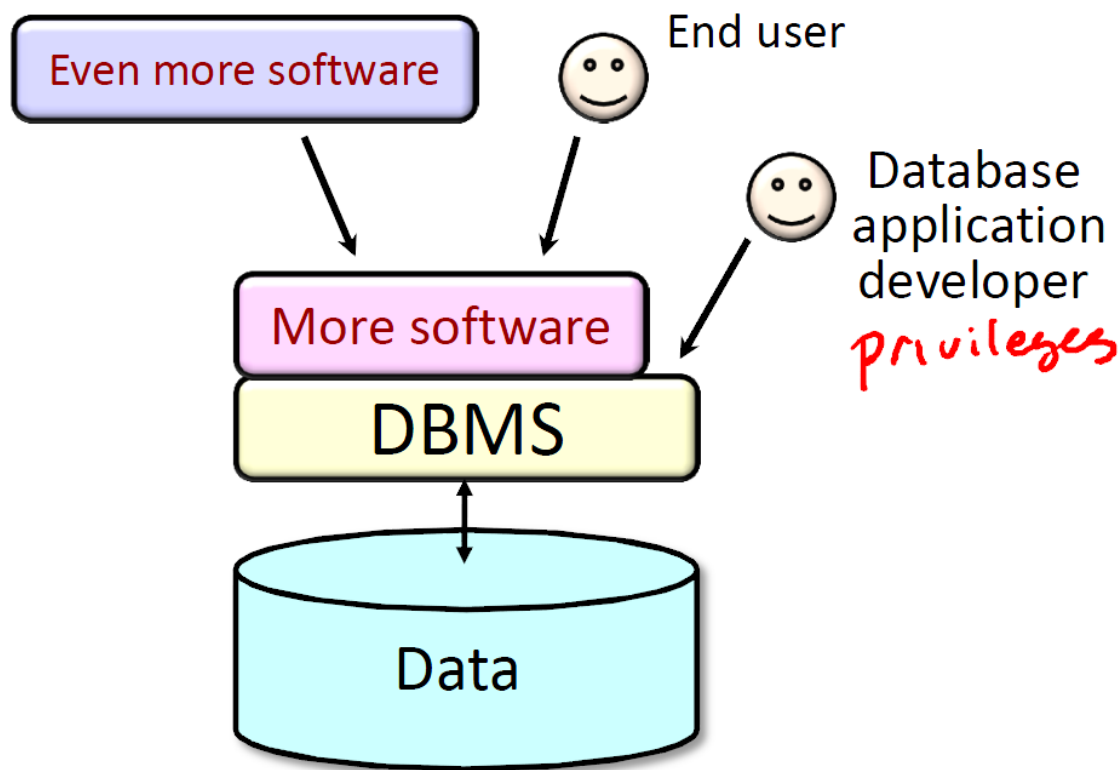 Even more software
End user
Database
application
developer
privileges
More software
DBMS
Data